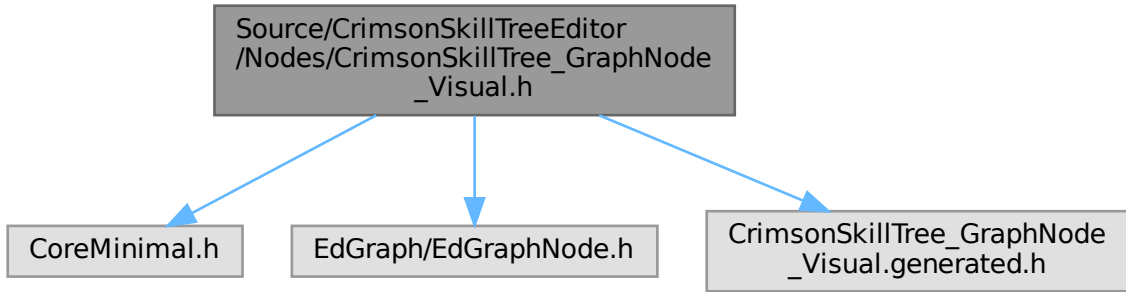 Source/CrimsonSkillTreeEditor
/Nodes/CrimsonSkillTree_GraphNode
_Visual.h
CoreMinimal.h
EdGraph/EdGraphNode.h
CrimsonSkillTree_GraphNode
_Visual.generated.h